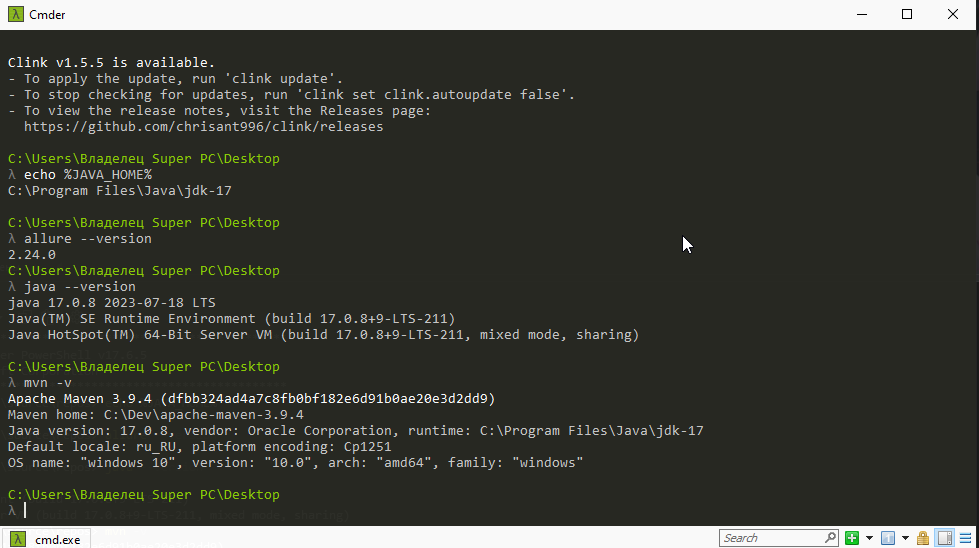 λ Cmder
Clink v1.5.5 is available.
- To apply the update, run 'clink update'.
- To stop checking for updates, run 'clink set clink.autoupdate false'.
- To view the release notes, visit the Releases page:
https://github.com/chrisant996/clink/releases
C:\Users\Владелец Super PC\Desktop
λ echo %JAVA_HOME%
C:\Program Files\Java\jdk-17
C:\Users\Владелец Super PC\Desktop
λ allure --version
2.24.0
C:\Users\Владелец Super PC\Desktop
λ java --version
java 17.0.8 2023-07-18 LTS
Java(TM) SE Runtime Environment (build 17.0.8+9-LTS-211)
Java HotSpot(TM) 64-Bit Server VM (build 17.0.8+9-LTS-211, mixed mode, sharing)
C:\Users\Владелец Super PC\Desktop
λ mvn -v
Apache Maven 3.9.4 (dfbb324ad4a7c8fb0bf182e6d91b0ae20e3d2dd9)
Maven home: C:\Dev\apache-maven-3.9.4
Java version: 17.0.8, vendor: Oracle Corporation, runtime: C:\Program Files\Java\jdk-17
Default locale: ru_RU, platform encoding: Cp1251
OS name: "windows 10", version: "10.0", arch: "amd64", family: "windows"
C:\Users\Владелец Super PC\Desktop
λ
λ cmd.exe
Search